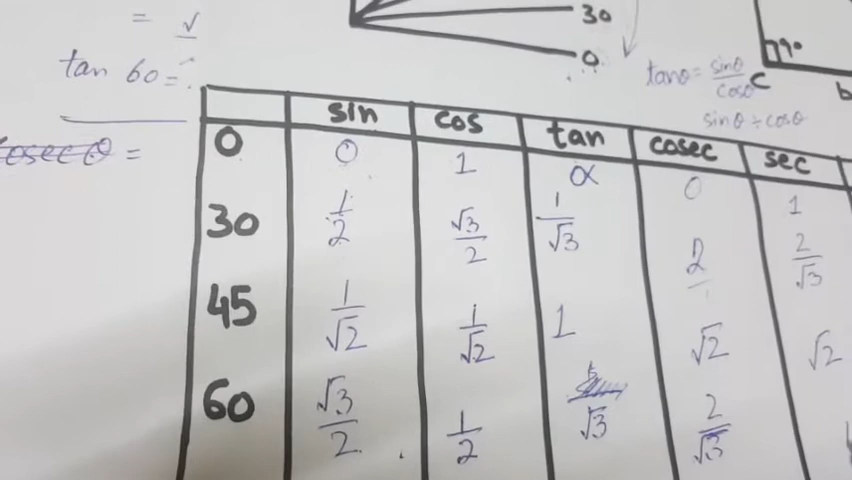 = √
30
tan 60 =
0
tanθ = sinθ/cosθ
sinθ ÷ cosθ
C
b
cosec θ =
sin cos tan cosec sec
0 0 1 α 0 1
30 1/2 √3/2 1/√3 2 2/√3
45 1/√2 1/√2 1 √2 √2
60 √3/2 1/2 √3 2/√3